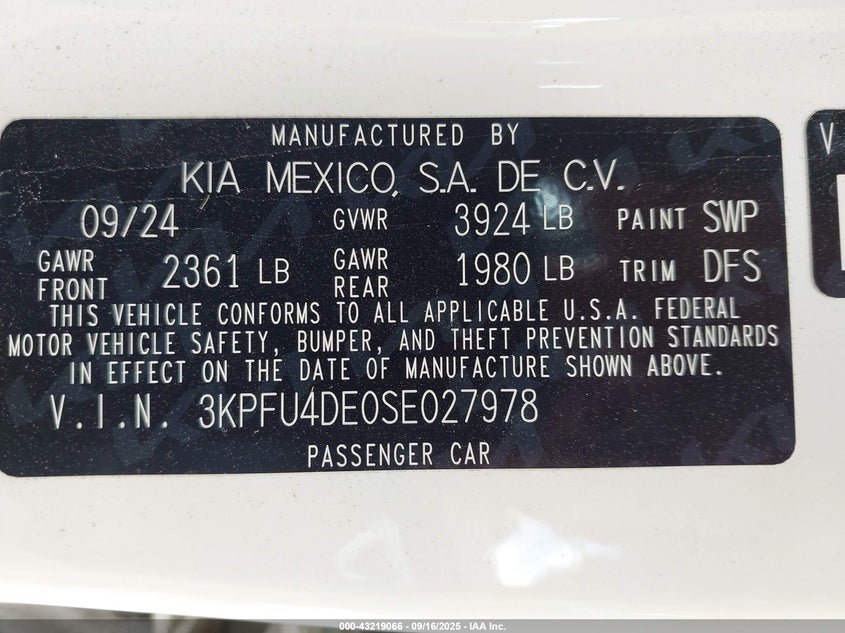 MANUFACTURED BY
KIA MEXICO, S.A. DE C.V.
09/24 GVWR 3924 LB PAINT SWP
GAWR FRONT 2361 LB GAWR REAR 1980 LB TRIM DFS
THIS VEHICLE CONFORMS TO ALL APPLICABLE U.S.A. FEDERAL
MOTOR VEHICLE SAFETY, BUMPER, AND THEFT PREVENTION STANDARDS
IN EFFECT ON THE DATE OF MANUFACTURE SHOWN ABOVE.
V.I.N. 3KPFU4DE0SE027978
PASSENGER CAR
V
000-43219066 - 09/16/2025 - IAA Inc.